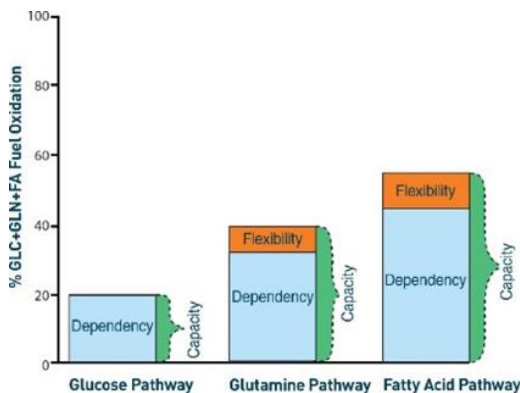 % GLC+GLN+FA Fuel Oxidation
100
80
60
40
20
0
Dependency
Capacity
Flexibility
Dependency
Capacity
Flexibility
Dependency
Capacity
Glucose Pathway
Glutamine Pathway
Fatty Acid Pathway